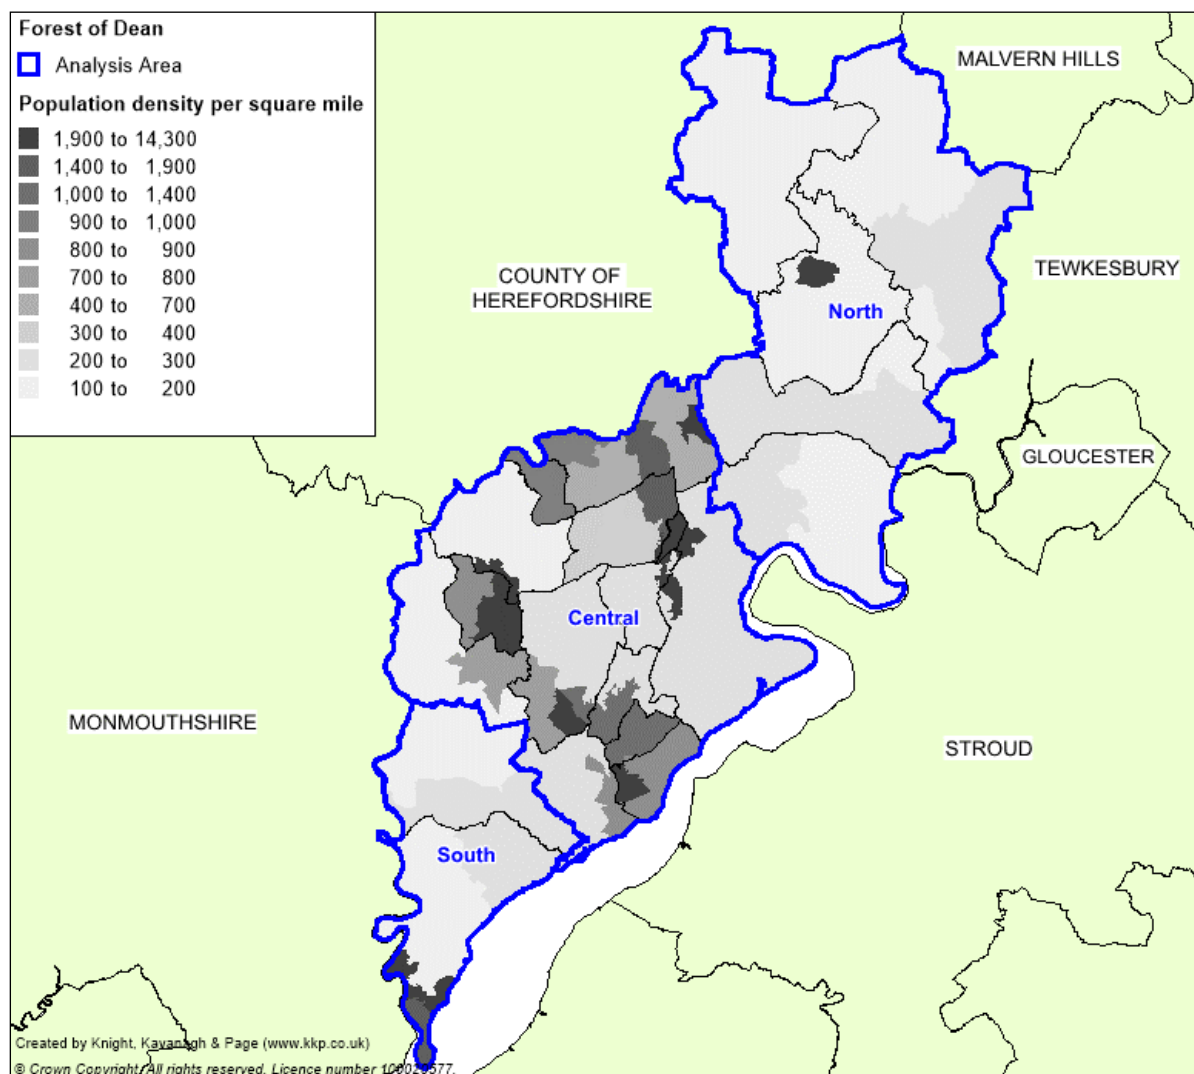 Forest of Dean
Analysis Area
Population density per square mile
1,900 to 14,300
1,400 to 1,900
1,000 to 1,400
900 to 1,000
800 to 900
700 to 800
400 to 700
300 to 400
200 to 300
100 to 200
MALVERN HILLS
COUNTY OF
HEREFORDSHIRE
TEWKESBURY
North
GLOUCESTER
Central
MONMOUTHSHIRE
STROUD
South
Created by Knight, Kavanagh & Page (www.kkp.co.uk)
© Crown Copyright. All rights reserved. Licence number